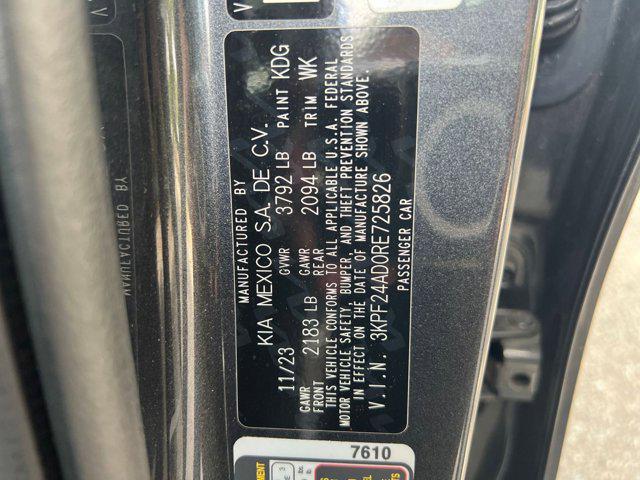 MANUFACTURED BY
KIA MEXICO S.A. DE C.V.
11/23 GVWR 3792 LB PAINT KDG
GAWR FRONT 2183 LB GAWR REAR 2094 LB TRIM WK
THIS VEHICLE CONFORMS TO ALL APPLICABLE U.S.A. FEDERAL
MOTOR VEHICLE SAFETY, BUMPER, AND THEFT PREVENTION STANDARDS
IN EFFECT ON THE DATE OF MANUFACTURE SHOWN ABOVE.
V.I.N. 3KPF24AD0RE725826
PASSENGER CAR
7610
MANUFACTURED BY